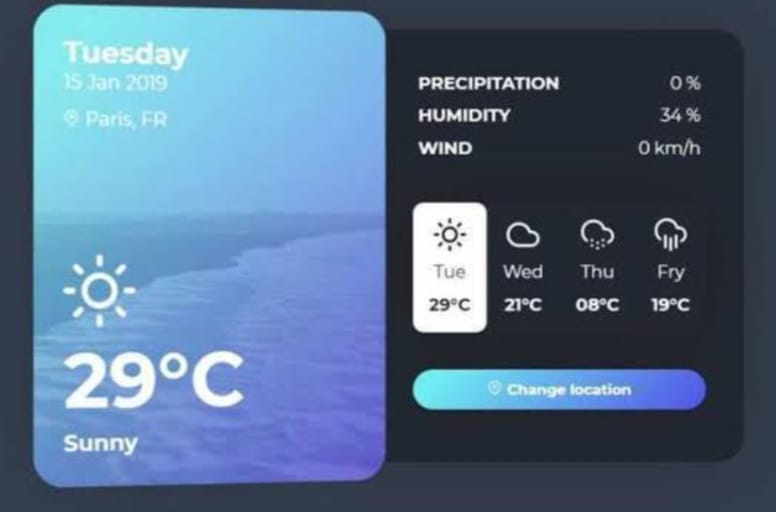 Tuesday
15 Jan 2019
Paris, FR
29°C
Sunny
PRECIPITATION 0 %
HUMIDITY 34 %
WIND 0 km/h
Tue Wed Thu Fry
29°C 21°C 08°C 19°C
Change location